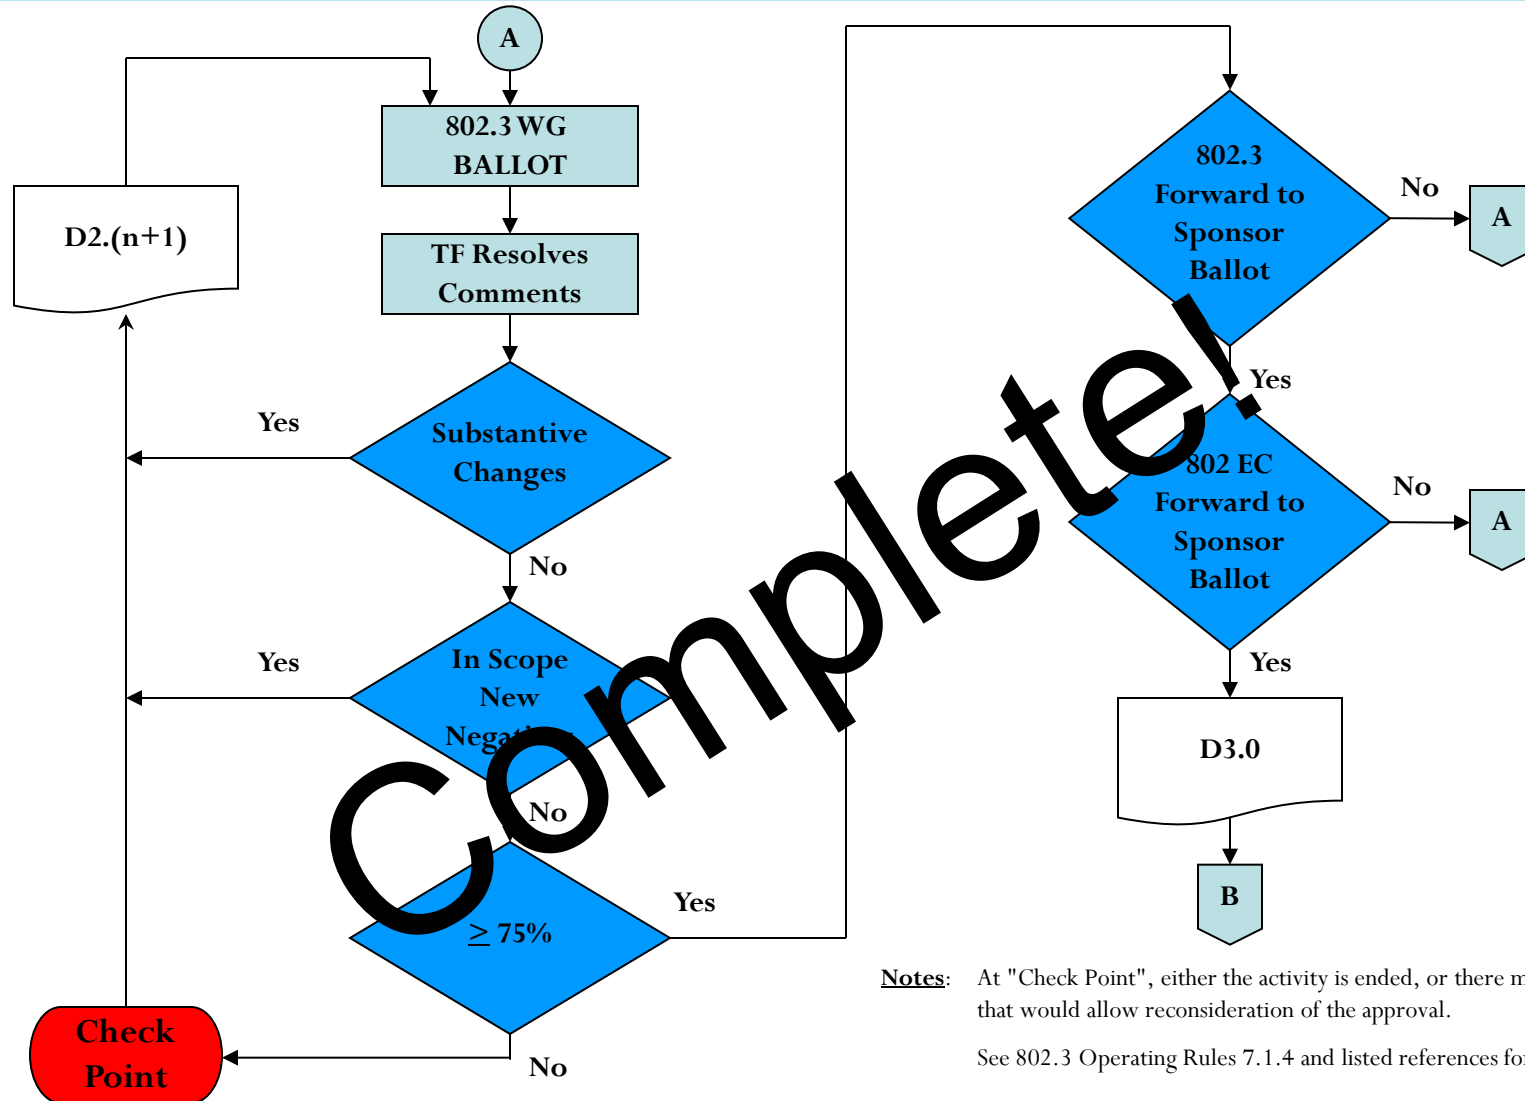 A
802.3 WG
BALLOT
D2.(n+1)
TF Resolves
Comments
Yes
Substantive
Changes
No
Yes
In Scope
New
No
Yes
≥ 75%
No
Check
Point
802.3
Forward to
Sponsor
Ballot
No
A
Yes
802 EC
Forward to
Sponsor
Ballot
No
A
Yes
D3.0
B
Complete!
Notes: At "Check Point", either the activity is ended, or there m
that would allow reconsideration of the approval.
See 802.3 Operating Rules 7.1.4 and listed references for